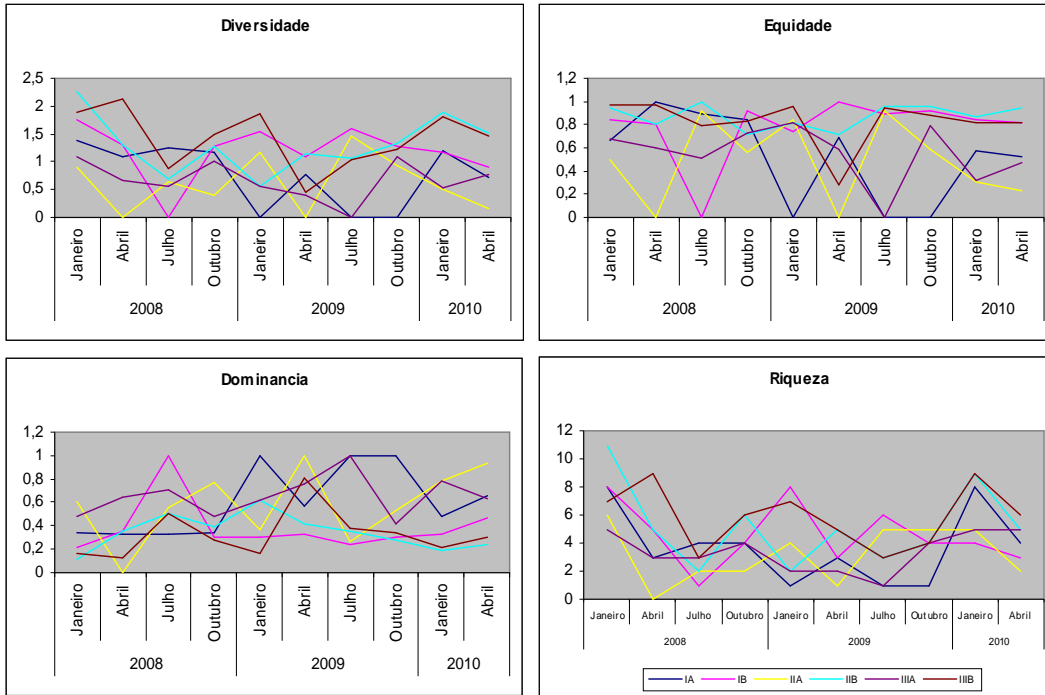 Diversidade
2,5
2
1,5
1
0,5
0
Janeiro Abril Julho Outubro Janeiro Abril Julho Outubro Janeiro Abril
2008 2009 2010
Equidade
1,2
1
0,8
0,6
0,4
0,2
0
Janeiro Abril Julho Outubro Janeiro Abril Julho Outubro Janeiro Abril
2008 2009 2010
Dominancia
1,2
1
0,8
0,6
0,4
0,2
0
Janeiro Abril Julho Outubro Janeiro Abril Julho Outubro Janeiro Abril
2008 2009 2010
Riqueza
12
10
8
6
4
2
0
Janeiro Abril Julho Outubro Janeiro Abril Julho Outubro Janeiro Abril
2008 2009 2010
IA IB IIA IIB IIIA IIIB